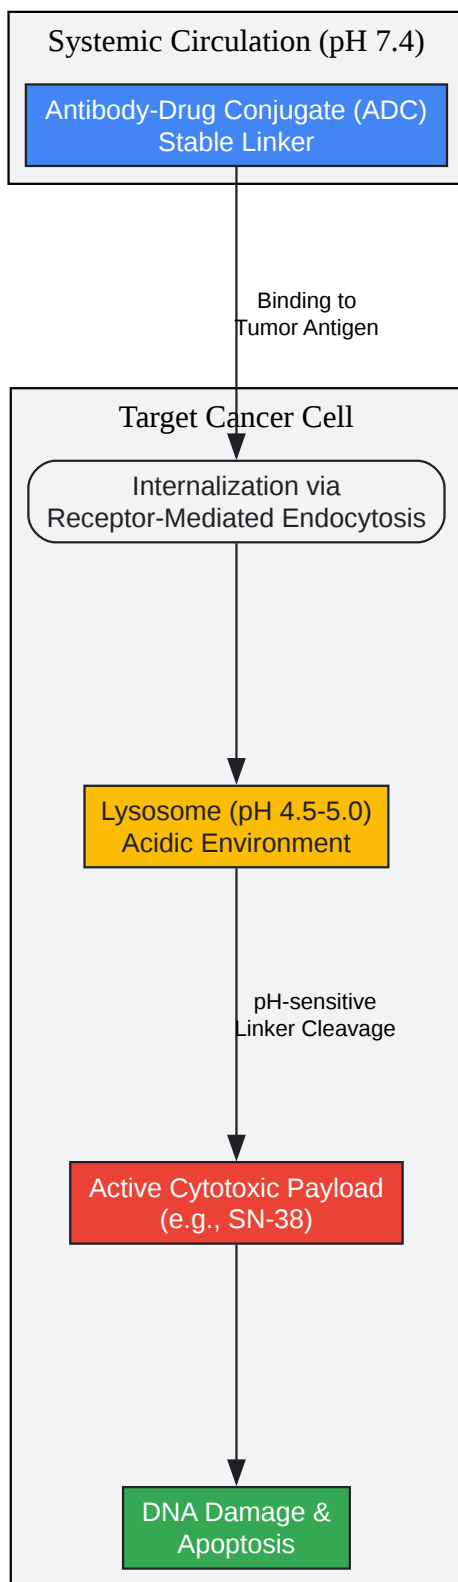 Systemic Circulation (pH 7.4)
Antibody-Drug Conjugate (ADC)
Stable Linker
Binding to
Tumor Antigen
Target Cancer Cell
Internalization via
Receptor-Mediated Endocytosis
Lysosome (pH 4.5-5.0)
Acidic Environment
pH-sensitive
Linker Cleavage
Active Cytotoxic Payload
(e.g., SN-38)
DNA Damage &
Apoptosis